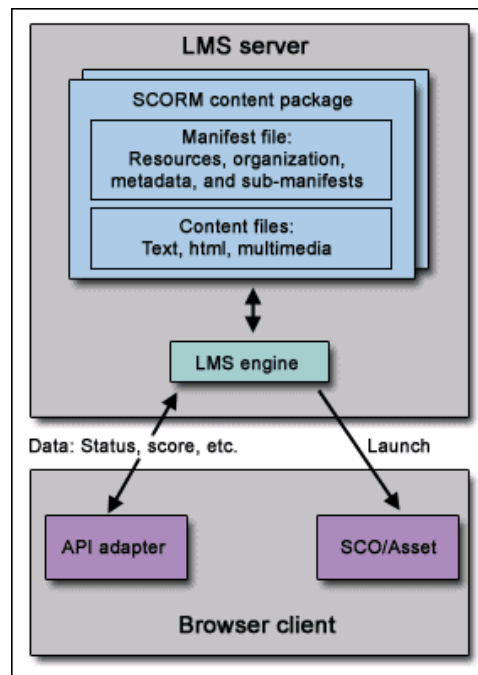 LMS server
SCORM content package
Manifest file:
Resources, organization,
metadata, and sub-manifests
Content files:
Text, html, multimedia
LMS engine
Data: Status, score, etc.
Launch
API adapter
SCO/Asset
Browser client